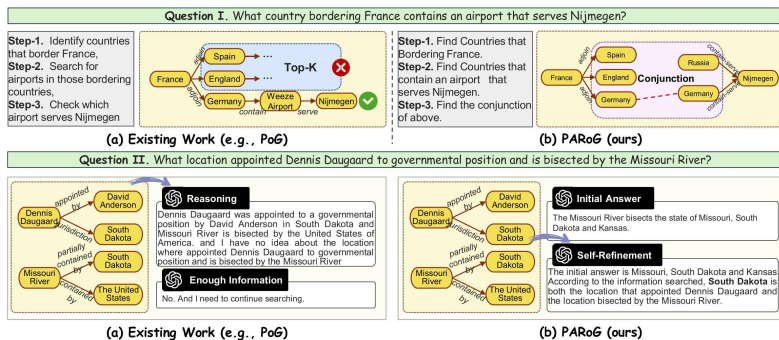 Question I. What country bordering France contains an airport that serves Nijmegen?
Step-1. Identify countries
that border France,
Step-2. Search for
airports in those bordering
countries,
Step-3. Check which
airport serves Nijmegen
France
adjoin
adjoin
Spain
England
Germany
...
...
Top-K
contain
Weeze
Airport
serve
Nijmegen
(a) Existing Work (e.g., PoG)
Step-1. Find Countries that
Bordering France.
Step-2. Find Countries that
contain an airport that
serves Nijmegen.
Step-3. Find the conjunction
of above.
France
adjoin
adjoin
Spain
England
Germany
Conjunction
Russia
Germany
contain-serve
contain-serve
Nijmegen
(b) PARoG (ours)
Question II. What location appointed Dennis Daugaard to governmental position and is bisected by the Missouri River?
Dennis
Daugaard
appointed
by
jurisdiction
David
Anderson
South
Dakota
Missouri
River
partially
contained
by
contained
by
South
Dakota
The United
States
Reasoning
Dennis Daugaard was appointed to a governmental
position by David Anderson in South Dakota and
Missouri River is bisected by the United States of
America. and I have no idea about the location
where appointed Dennis Daugaard to governmental
position and is bisected by the Missouri River
Enough Information
No. And I need to continue searching.
(a) Existing Work (e.g., PoG)
Dennis
Daugaard
appointed
by
jurisdiction
David
Anderson
South
Dakota
Missouri
River
partially
contained
by
contained
by
South
Dakota
The United
States
Initial Answer
The Missouri River bisects the state of Missouri, South
Dakota and Kansas.
Self-Refinement
The initial answer is Missouri, South Dakota and Kansas
According to the information searched, South Dakota is
both the location that appointed Dennis Daugaard and
the location bisected by the Missouri River.
(b) PARoG (ours)